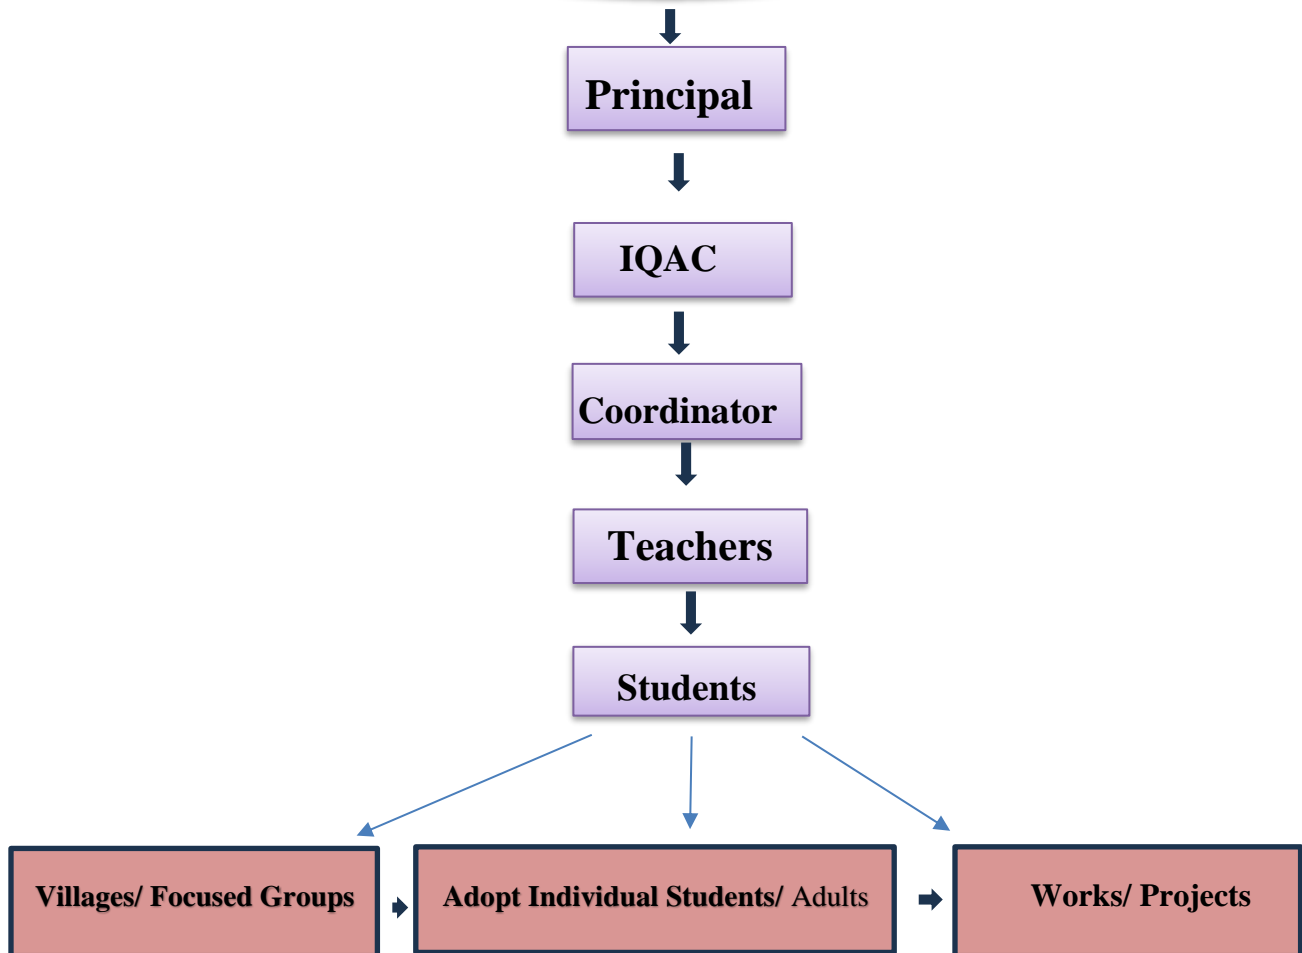 Principal
IQAC
Coordinator
Teachers
Students
Villages/ Focused Groups
Adopt Individual Students/ Adults
Works/ Projects